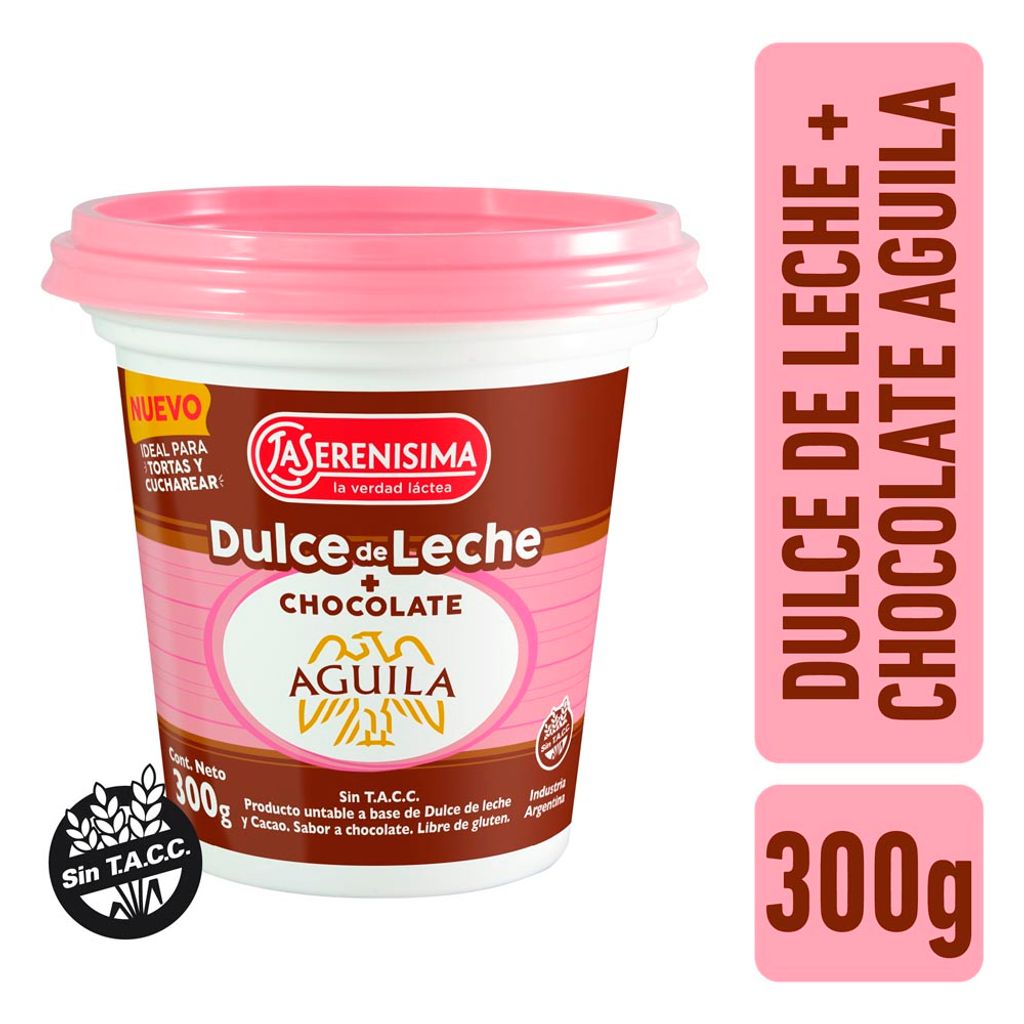 NUEVO
IDEAL PARA
TORTAS Y
CUCHAREAR
LASERENISIMA
la verdad láctea
Dulce de Leche
+
CHOCOLATE
AGUILA
Sin T.A.C.C.
Cont. Neto
300g
Sin T.A.C.C.
Producto untable a base de Dulce de leche
y Cacao. Sabor a chocolate. Libre de gluten.
Industria
Argentina
Sin T.A.C.C.
DULCE DE LECHE +
CHOCOLATE AGUILA
300g